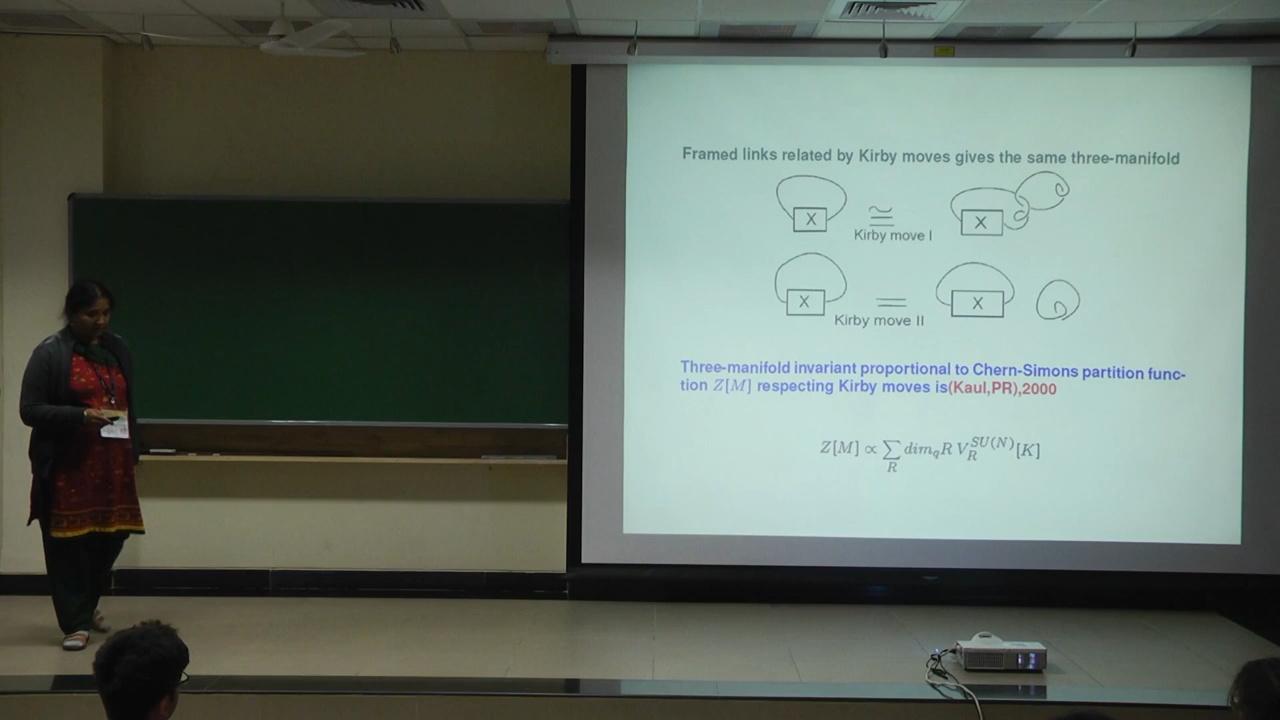 Framed links related by Kirby moves gives the same three-manifold
X ≅ X
Kirby move I
X = X
Kirby move II
Three-manifold invariant proportional to Chern-Simons partition func-
tion Z[M] respecting Kirby moves is(Kaul,PR),2000
Z[M] ∝ ∑_R dim_q R V_R^{SU(N)}[K]